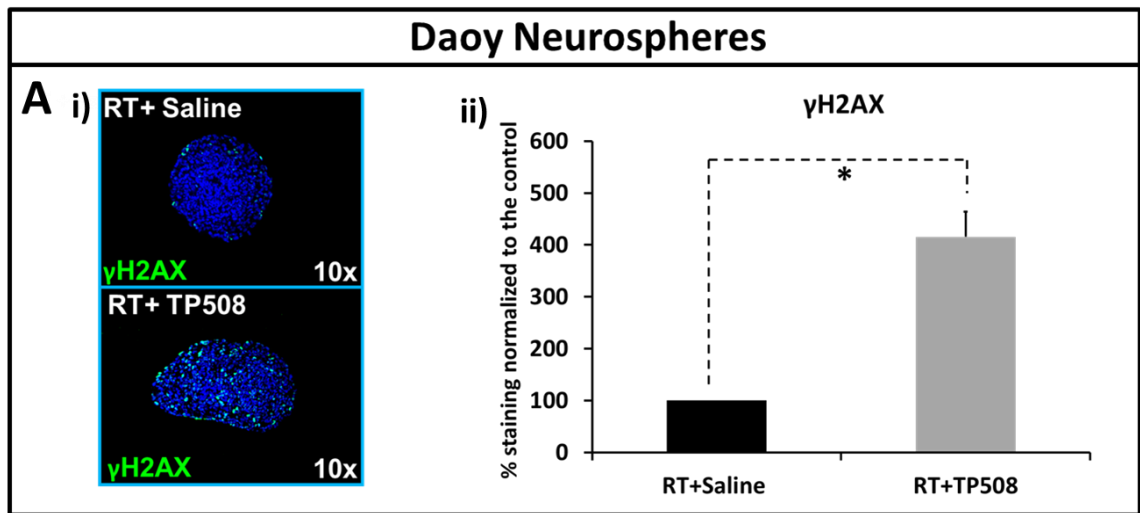 Daoy Neurospheres
A i)
RT+ Saline
γH2AX 10x
RT+ TP508
γH2AX 10x
ii)
γH2AX
% staining normalized to the control
600
500
400
300
200
100
0
*
RT+Saline RT+TP508